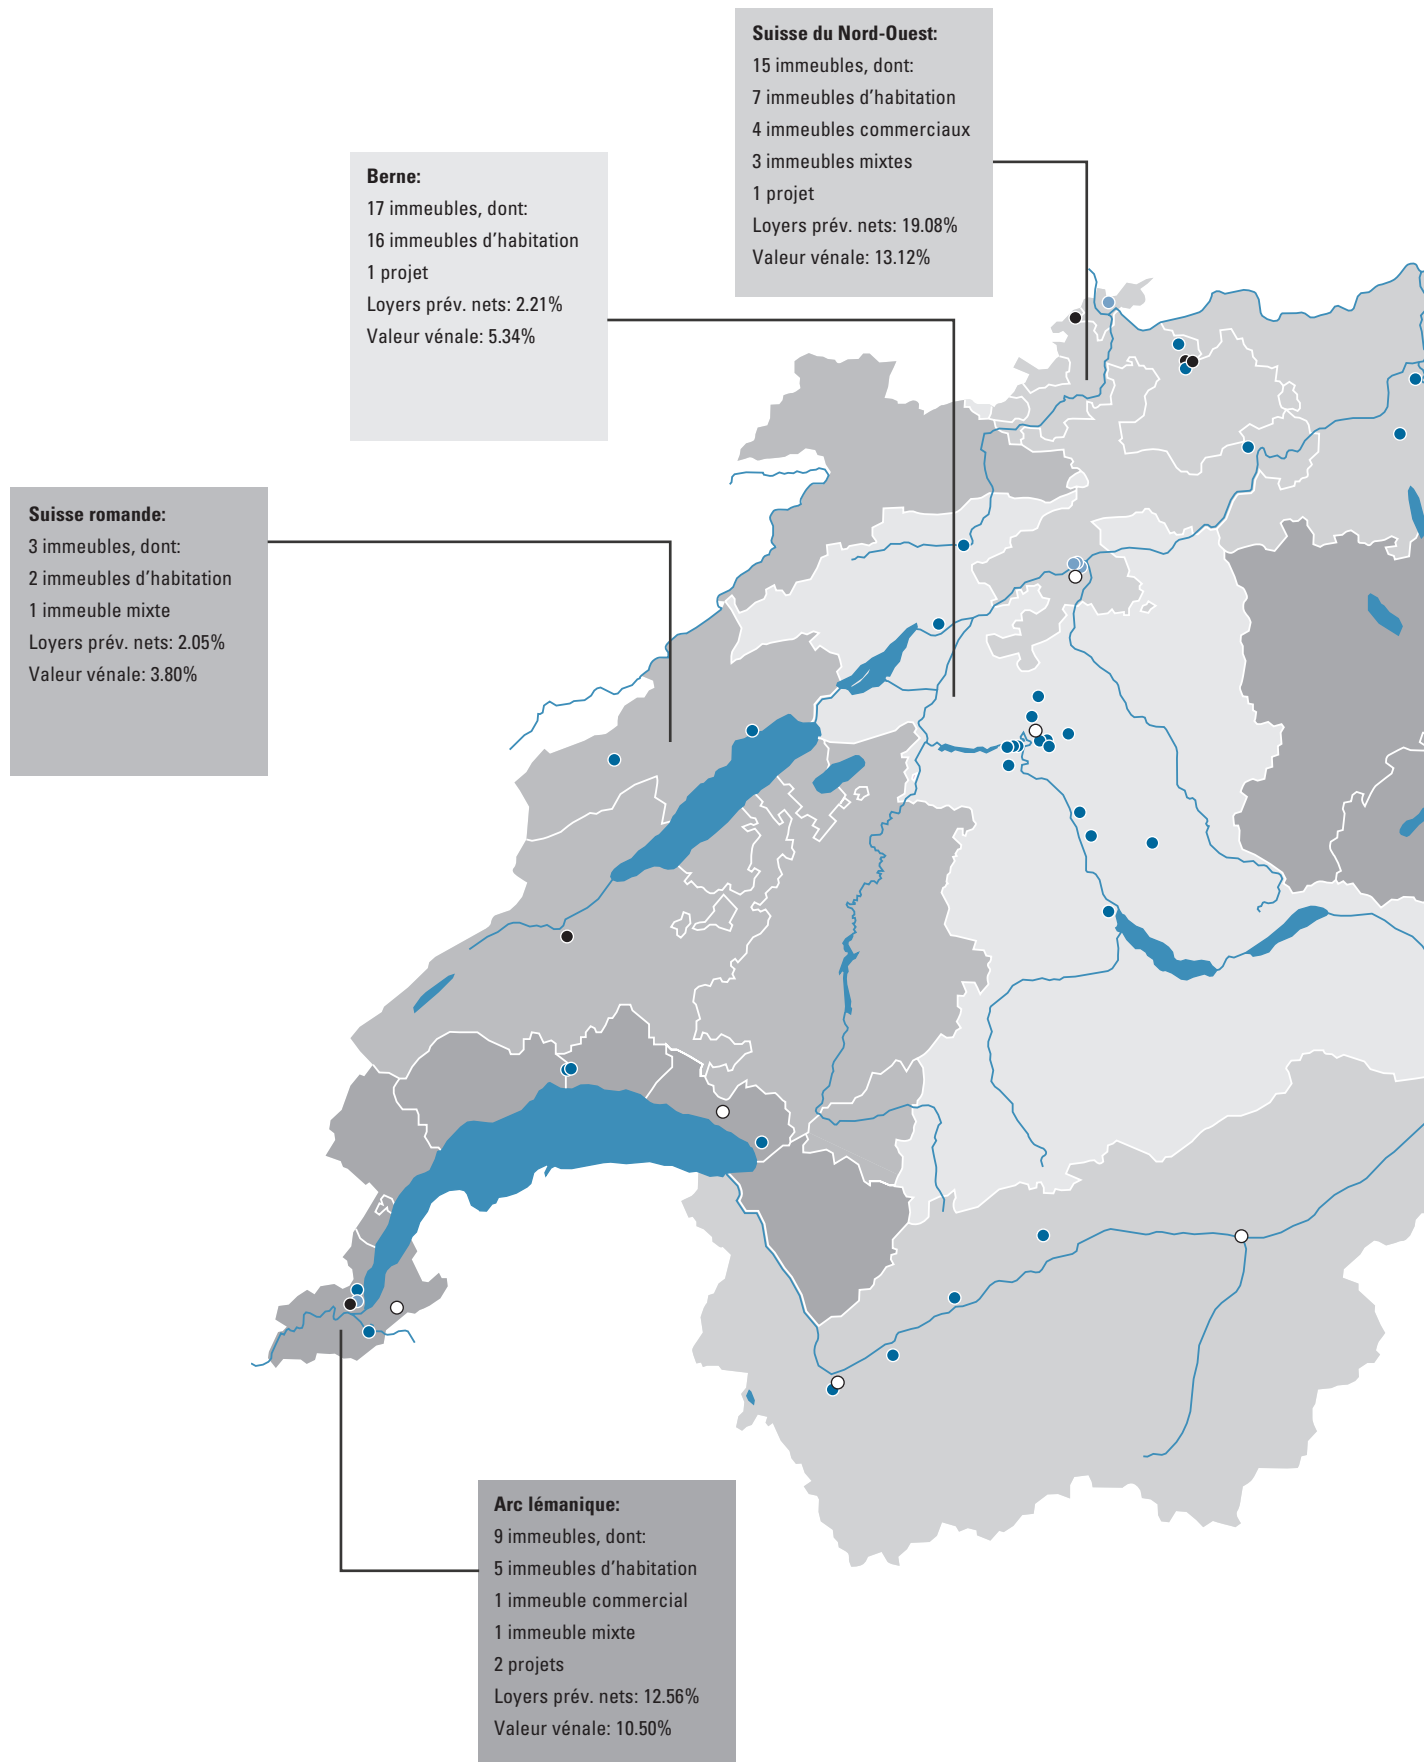 Suisse du Nord-Ouest:
15 immeubles, dont:
7 immeubles d'habitation
4 immeubles commerciaux
3 immeubles mixtes
1 projet
Loyers prév. nets: 19.08%
Valeur vénale: 13.12%
Berne:
17 immeubles, dont:
16 immeubles d'habitation
1 projet
Loyers prév. nets: 2.21%
Valeur vénale: 5.34%
Suisse romande:
3 immeubles, dont:
2 immeubles d'habitation
1 immeuble mixte
Loyers prév. nets: 2.05%
Valeur vénale: 3.80%
Arc lémanique:
9 immeubles, dont:
5 immeubles d'habitation
1 immeuble commercial
1 immeuble mixte
2 projets
Loyers prév. nets: 12.56%
Valeur vénale: 10.50%